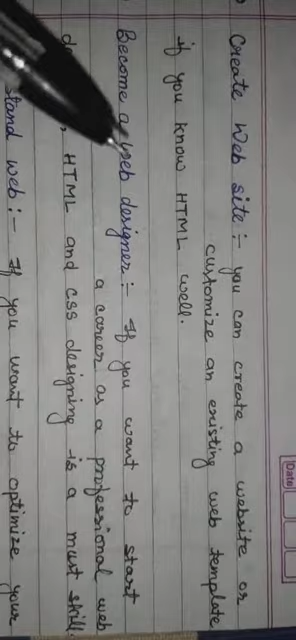 Date
Create Web site :- you can create a website or
customize an existing web template
if you know HTML well.
Become a web designer :- If you want to start
a career as a professional web
HTML and CSS designing is a must skill.
stand web :- If you want to optimize your